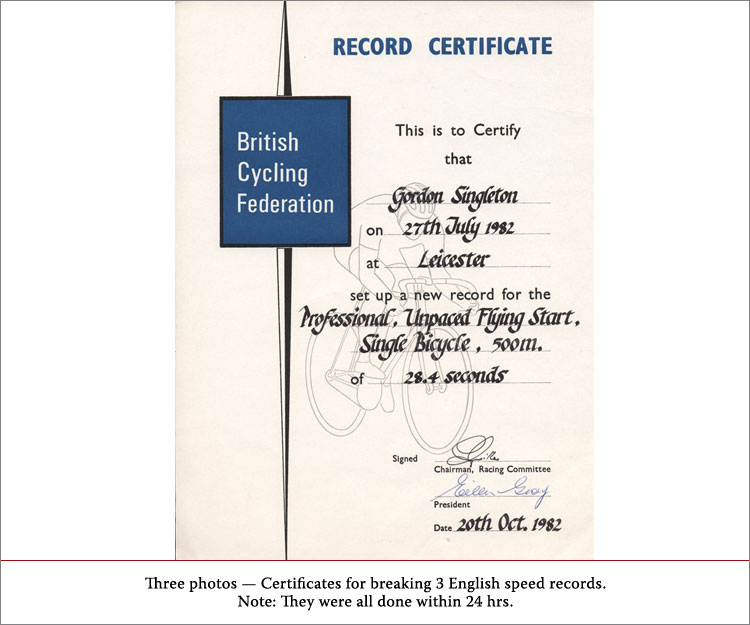 RECORD CERTIFICATE
British
Cycling
Federation
This is to Certify
that
Gordon Singleton
on 27th July 1982
at Leicester
set up a new record for the
Professional, Unpaced Flying Start,
Single Bicycle, 500m.
of 28.4 seconds
Signed
Chairman, Racing Committee
Eileen Gray
President
Date 20th Oct. 1982
Three photos — Certificates for breaking 3 English speed records.
Note: They were all done within 24 hrs.